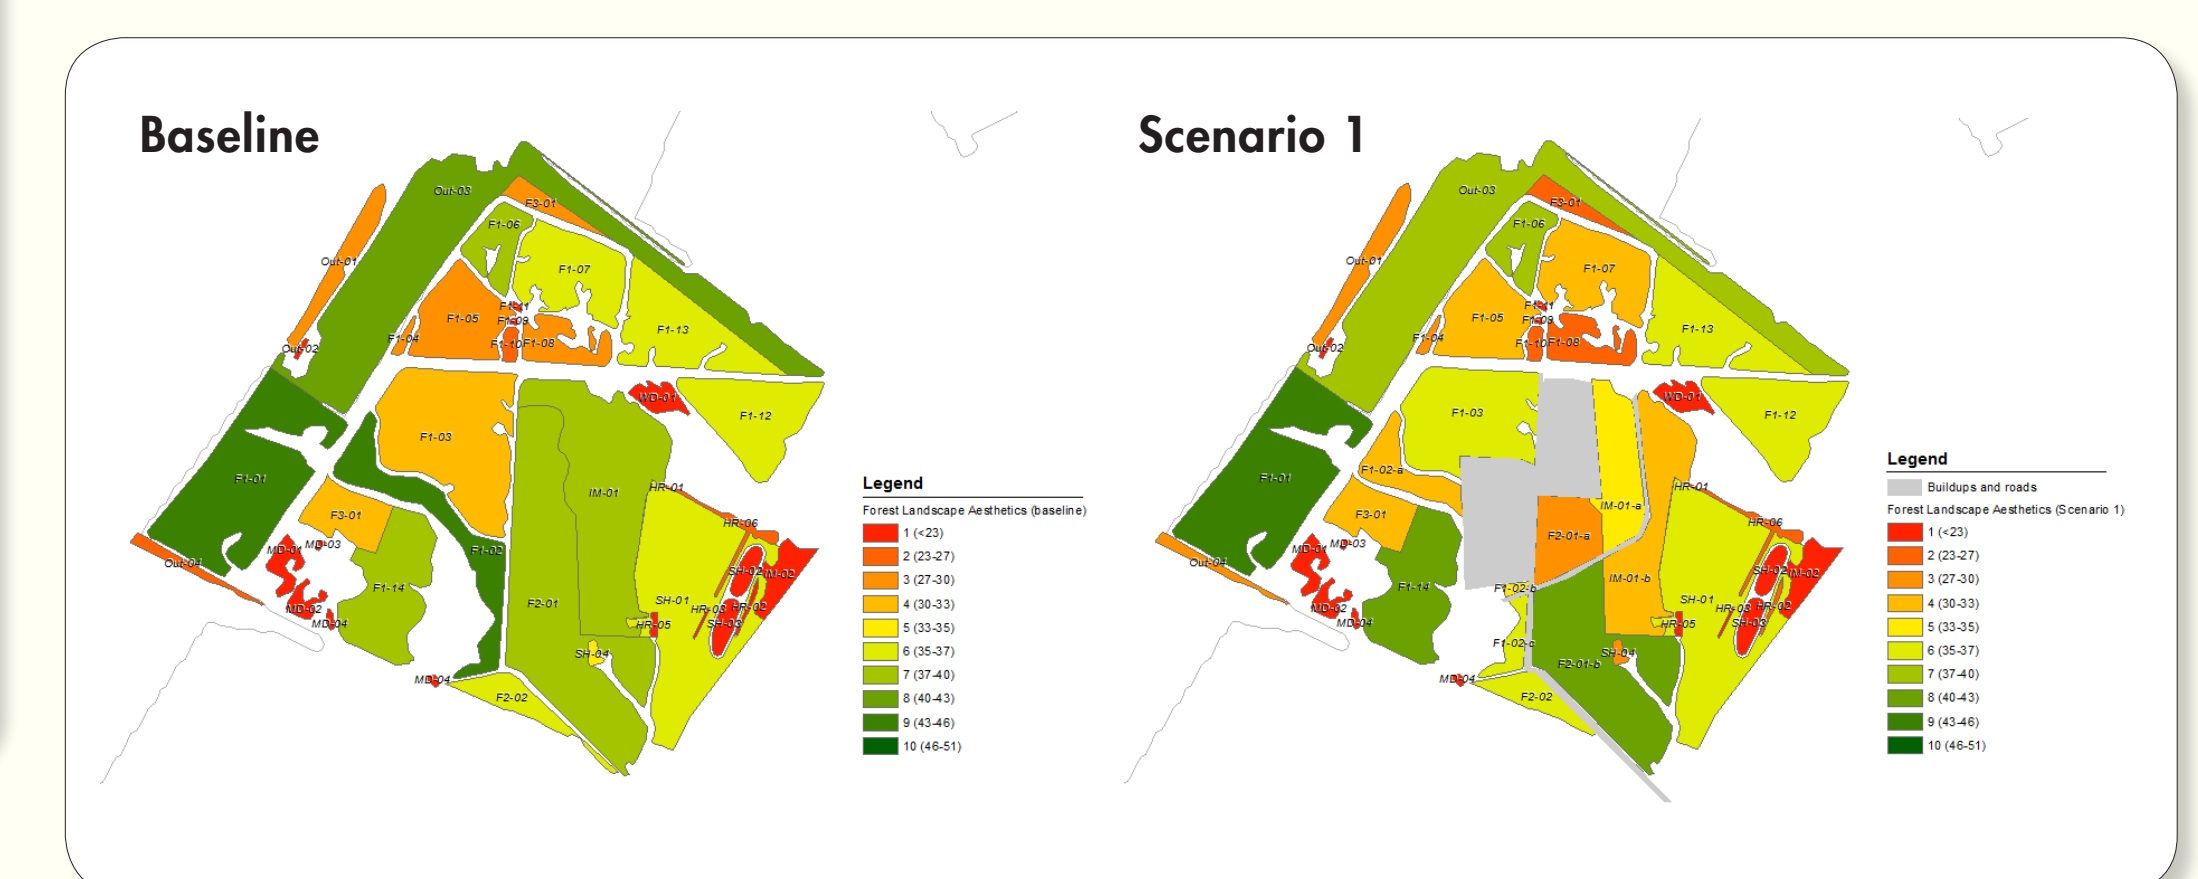 Baseline
Out-03
F3-01
F1-06
Out-01
F1-07
F1-11
F1-05
F1-09
F1-13
F1-04
F1-10
F1-08
Out-02
WD-01
F1-12
F1-03
F1-01
HR-01
IM-01
F3-01
HR-06
MD-01
MD-03
F1-02
Out-04
SH-02
IM-02
F1-14
F2-01
SH-01
HR-03
HR-02
MD-02
MD-04
HR-05
SH-03
SH-04
MD-04
F2-02
Legend
Forest Landscape Aesthetics (baseline)
1 (<23)
2 (23-27)
3 (27-30)
4 (30-33)
5 (33-35)
6 (35-37)
7 (37-40)
8 (40-43)
9 (43-46)
10 (46-51)
Scenario 1
Out-03
F3-01
F1-06
Out-01
F1-07
F1-11
F1-05
F1-09
F1-13
F1-04
F1-10
F1-08
Out-02
WD-01
F1-03
F1-12
F1-02-a
F1-01
HR-01
IM-01-a
F3-01
HR-06
F2-01-a
MD-01
MD-03
Out-04
SH-02
IM-02
IM-01-b
F1-14
F1-02-b
SH-01
HR-03
HR-02
MD-02
MD-04
HR-05
SH-03
F1-02-c
SH-04
F2-01-b
MD-04
F2-02
Legend
Buildups and roads
Forest Landscape Aesthetics (Scenario 1)
1 (<23)
2 (23-27)
3 (27-30)
4 (30-33)
5 (33-35)
6 (35-37)
7 (37-40)
8 (40-43)
9 (43-46)
10 (46-51)